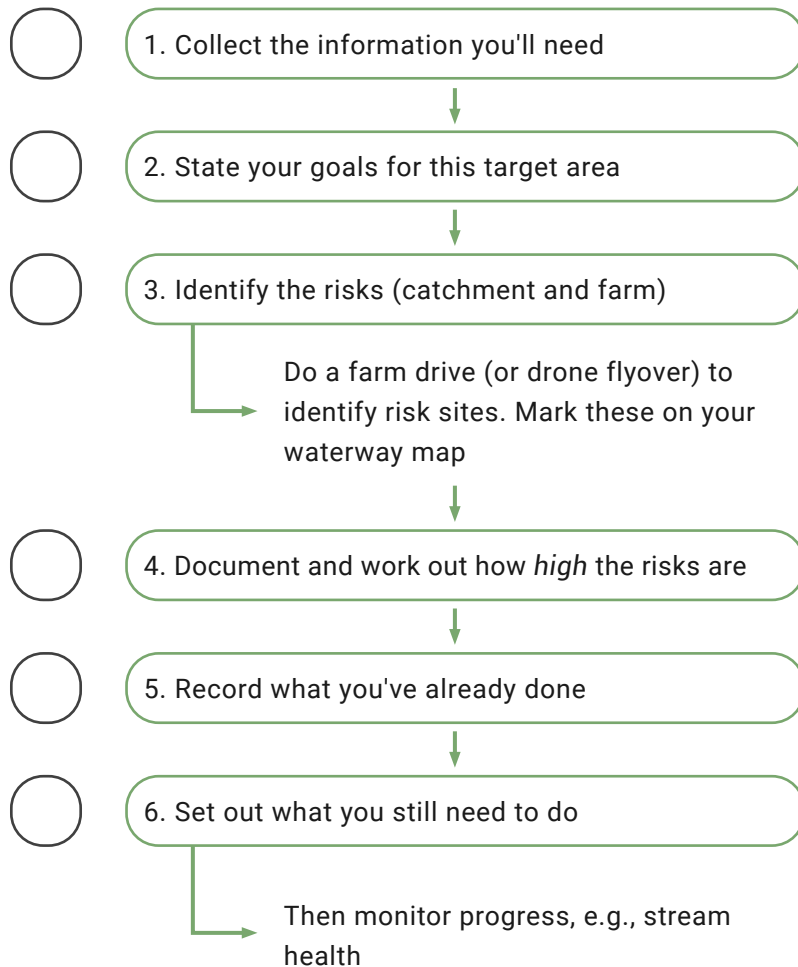 1. Collect the information you'll need
2. State your goals for this target area
3. Identify the risks (catchment and farm)
Do a farm drive (or drone flyover) to
identify risk sites. Mark these on your
waterway map
4. Document and work out how high the risks are
5. Record what you've already done
6. Set out what you still need to do
Then monitor progress, e.g., stream
health